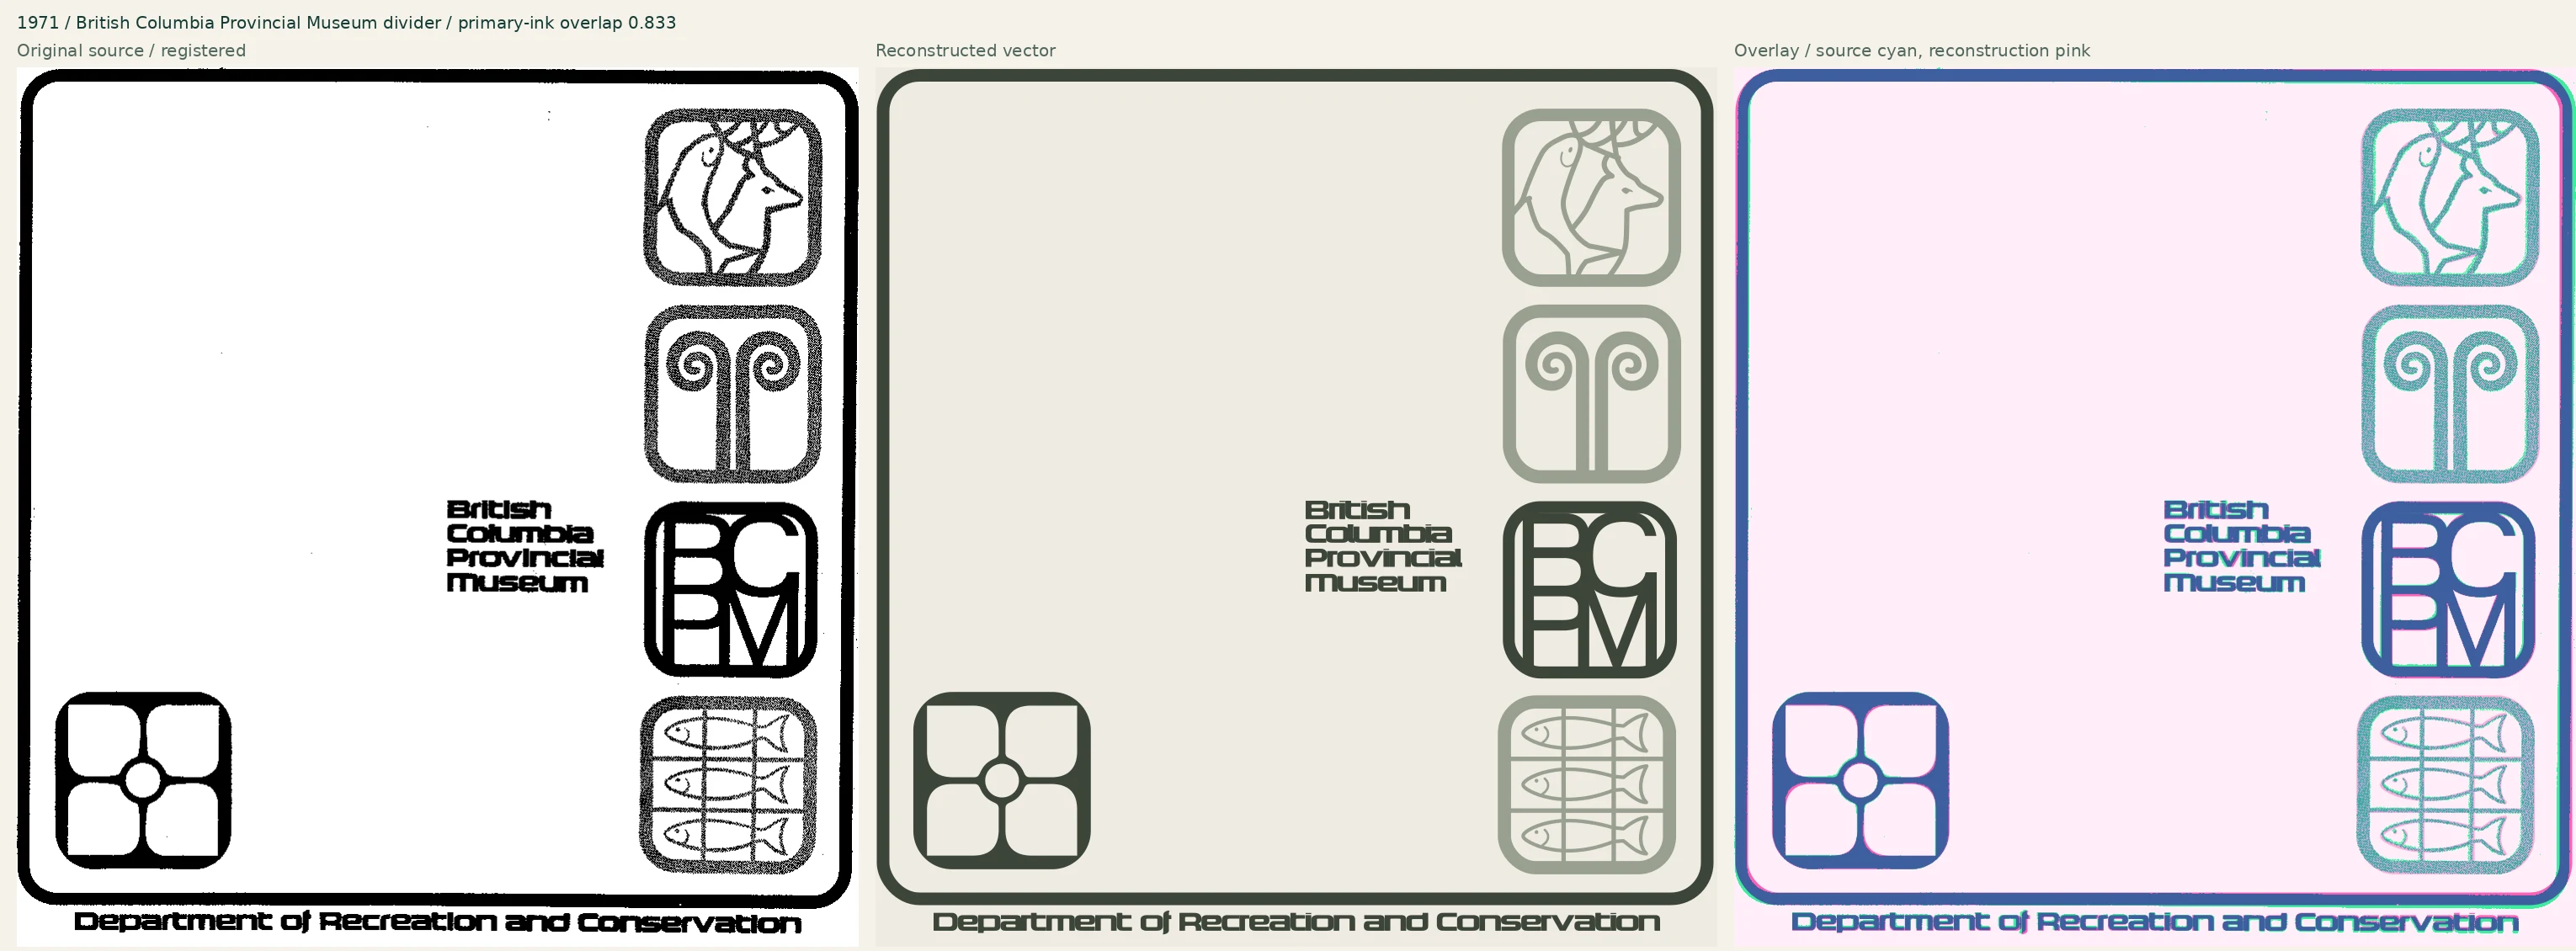 1971 / British Columbia Provincial Museum divider / primary-ink overlap 0.833
Original source / registered
Reconstructed vector
Overlay / source cyan, reconstruction pink
British
Columbia
Provincial
Museum
BC
PM
Department of Recreation and Conservation
British
Columbia
Provincial
Museum
BC
PM
Department of Recreation and Conservation
British
Columbia
Provincial
Museum
BC
PM
Department of Recreation and Conservation